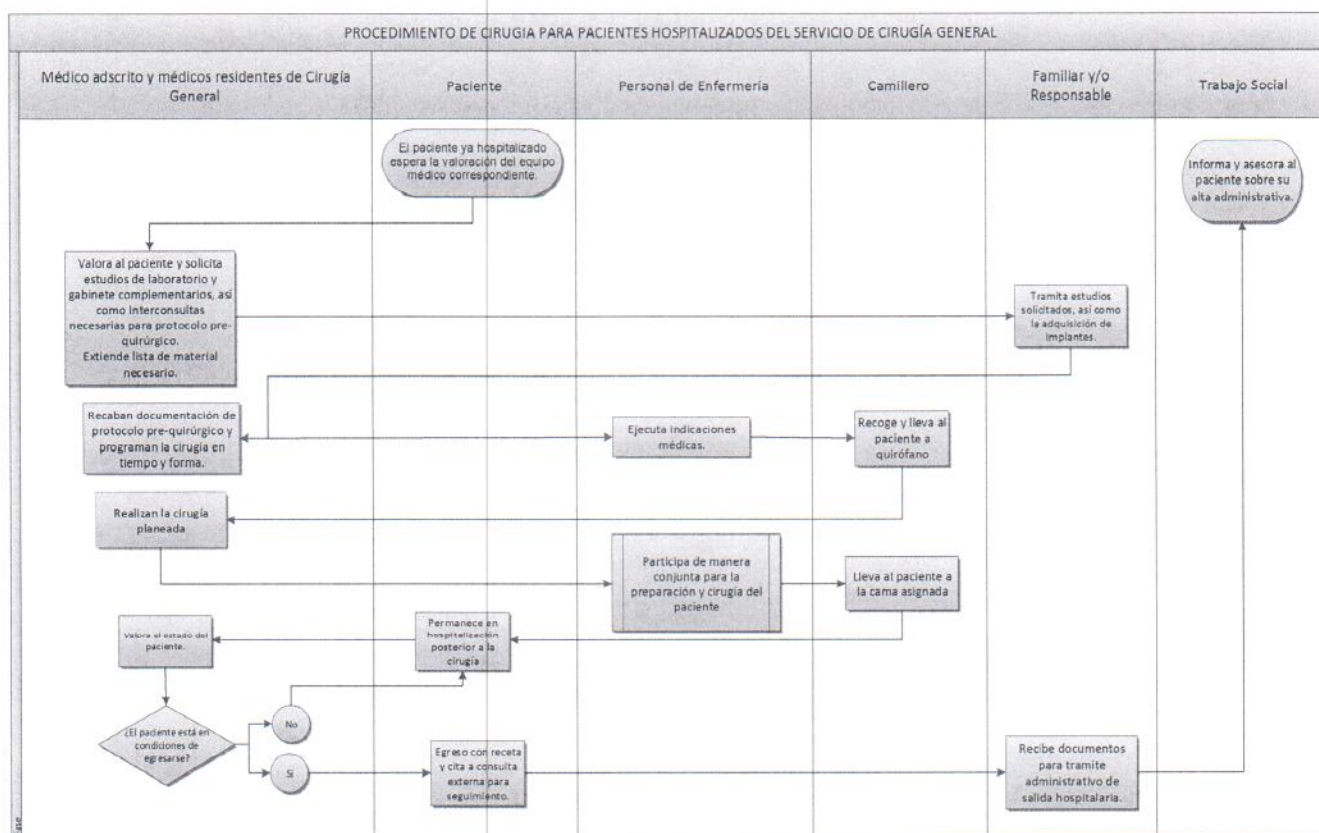 PROCEDIMIENTO DE CIRUGIA PARA PACIENTES HOSPITALIZADOS DEL SERVICIO DE CIRUGÍA GENERAL
Médico adscrito y médicos residentes de Cirugía
General
Paciente
Personal de Enfermería
Camillero
Familiar y/o
Responsable
Trabajo Social
El paciente ya hospitalizado
espera la valoración del equipo
médico correspondiente.
Informa y asesora al
paciente sobre su
alta administrativa.
Valora al paciente y solicita
estudios de laboratorio y
gabinete complementarios, así
como Interconsultas
necesarias para protocolo pre-
quirúrgico.
Extiende lista de material
necesario.
Tramita estudios
solicitados, así como
la adquisición de
implantes.
Recaban documentación de
protocolo pre-quirúrgico y
programan la cirugía en
tiempo y forma.
Ejecuta indicaciones
médicas.
Recoge y lleva al
paciente a
quirófano
Realizan la cirugía
planeada
Participa de manera
conjunta para la
preparación y cirugía del
paciente
Lleva al paciente a
la cama asignada
Valora el estado del
paciente.
Permanece en
hospitalización
posterior a la
cirugía
¿El paciente está en
condiciones de
egresarse?
No
Si
Egreso con receta
y cita a consulta
externa para
seguimiento.
Recibe documentos
para tramite
administrativo de
salida hospitalaria.